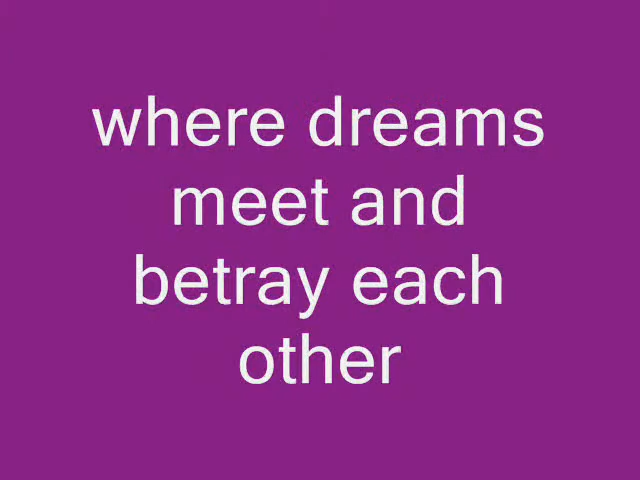 where dreams
meet and
betray each
other